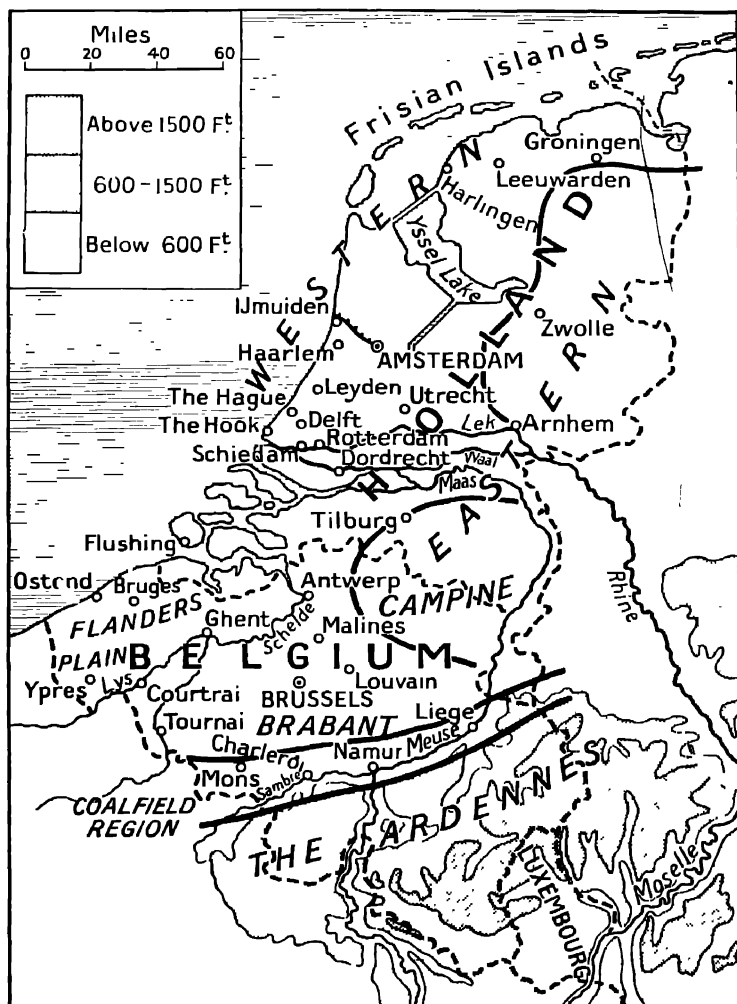 Miles
0 20 40 60
Above 1500 Ft.
600-1500 Ft.
Below 600 Ft.
Frisian Islands
Groningen
Leeuwarden
Harlingen
WESTERN
Yssel Lake
HOLLAND
EASTERN
IJmuiden
Zwolle
Haarlem
AMSTERDAM
Leyden
Utrecht
The Hague
Delft
Lek
Arnhem
The Hook
Rotterdam
Schiedam
Dordrecht
Waal
Maas
Tilburg
Flushing
Rhine
Ostend
Bruges
Antwerp
CAMPINE
FLANDERS
PLAIN
Ghent
Schelde
Malines
BELGIUM
Ypres
Lys
Courtrai
Louvain
BRUSSELS
Tournai
BRABANT
Liege
Charleroi
Namur
Meuse
Mons
Sambre
COALFIELD
REGION
THE ARDENNES
LUXEMBOURG
Moselle